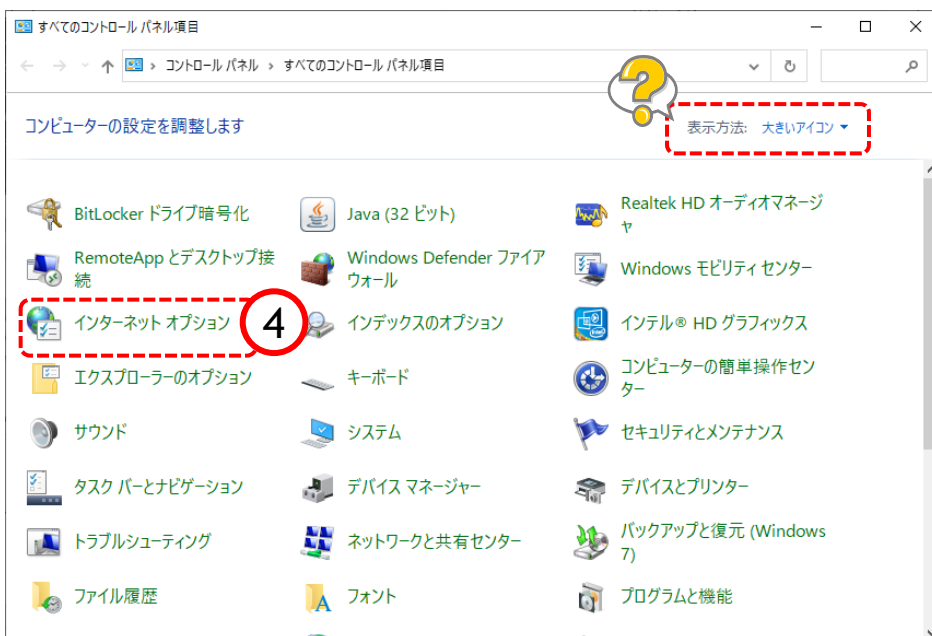 すべてのコントロール パネル項目
コントロール パネル › すべてのコントロール パネル項目
コンピューターの設定を調整します
表示方法: 大きいアイコン
BitLocker ドライブ暗号化
Java (32 ビット)
Realtek HD オーディオマネージ
ャ
RemoteApp とデスクトップ接
続
Windows Defender ファイア
ウォール
Windows モビリティ センター
インターネット オプション
4
インデックスのオプション
インテル® HD グラフィックス
エクスプローラーのオプション
キーボード
コンピューターの簡単操作セン
ター
サウンド
システム
セキュリティとメンテナンス
タスク バーとナビゲーション
デバイス マネージャー
デバイスとプリンター
トラブルシューティング
ネットワークと共有センター
バックアップと復元 (Windows
7)
ファイル履歴
フォント
プログラムと機能